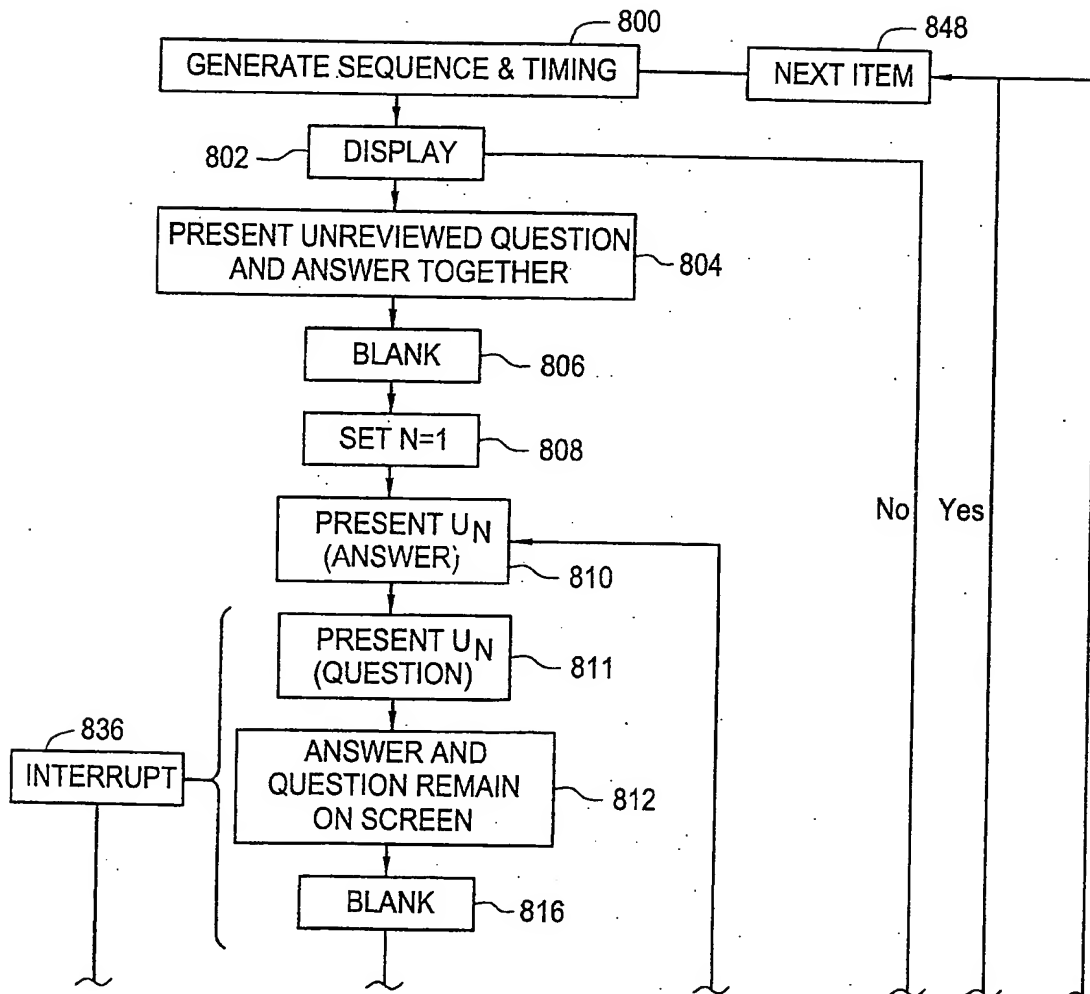 800
848
GENERATE SEQUENCE & TIMING
NEXT ITEM
802
DISPLAY
PRESENT UNREVIEWED QUESTION
AND ANSWER TOGETHER
804
BLANK
806
SET N=1
808
No
Yes
PRESENT UN
(ANSWER)
810
PRESENT UN
(QUESTION)
811
836
INTERRUPT
ANSWER AND
QUESTION REMAIN
ON SCREEN
812
BLANK
816